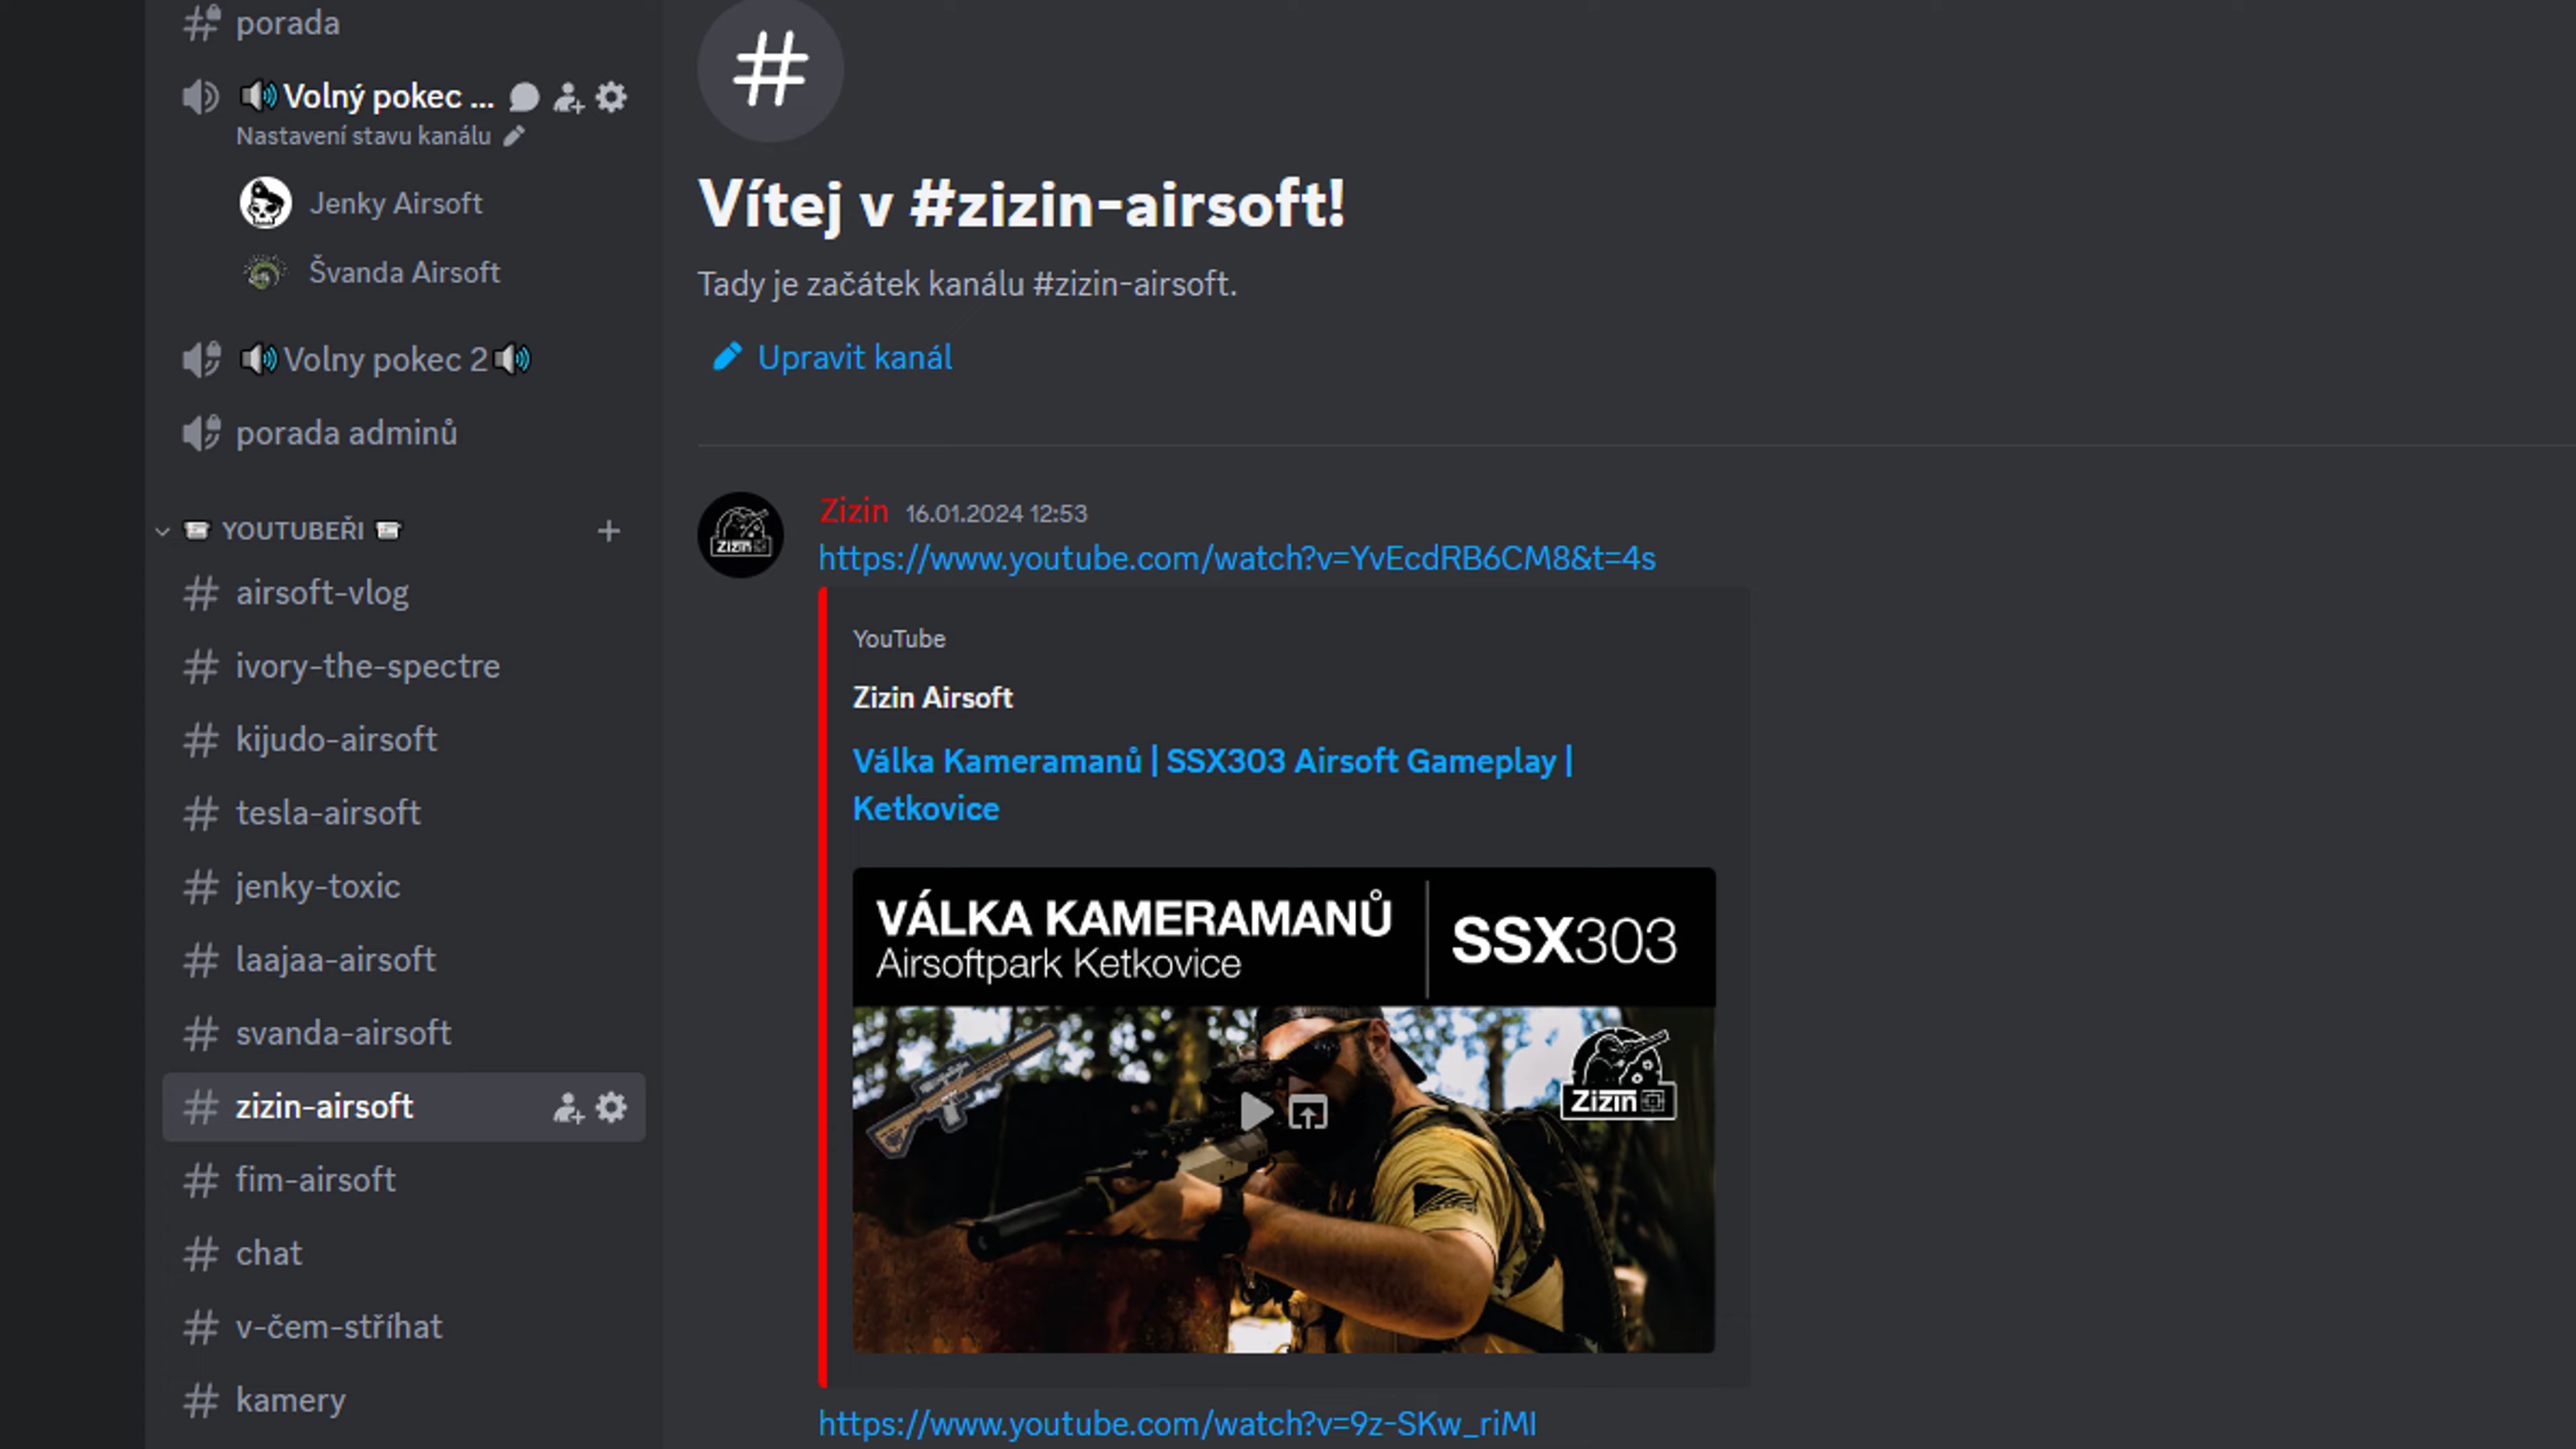 porada
Volný pokec ...
Nastavení stavu kanálu
Jenky Airsoft
Švanda Airsoft
Volny pokec 2
porada adminů
YOUTUBEŘI
airsoft-vlog
ivory-the-spectre
kijudo-airsoft
tesla-airsoft
jenky-toxic
laajaa-airsoft
svanda-airsoft
zizin-airsoft
fim-airsoft
chat
v-čem-stříhat
kamery
Vítej v #zizin-airsoft!
Tady je začátek kanálu #zizin-airsoft.
Upravit kanál
Zizin 16.01.2024 12:53
https://www.youtube.com/watch?v=YvEcdRB6CM8&t=4s
YouTube
Zizin Airsoft
Válka Kameramanů | SSX303 Airsoft Gameplay |
Ketkovice
VÁLKA KAMERAMANŮ
Airsoftpark Ketkovice
SSX303
Zizin
https://www.youtube.com/watch?v=9z-SKw_riMI